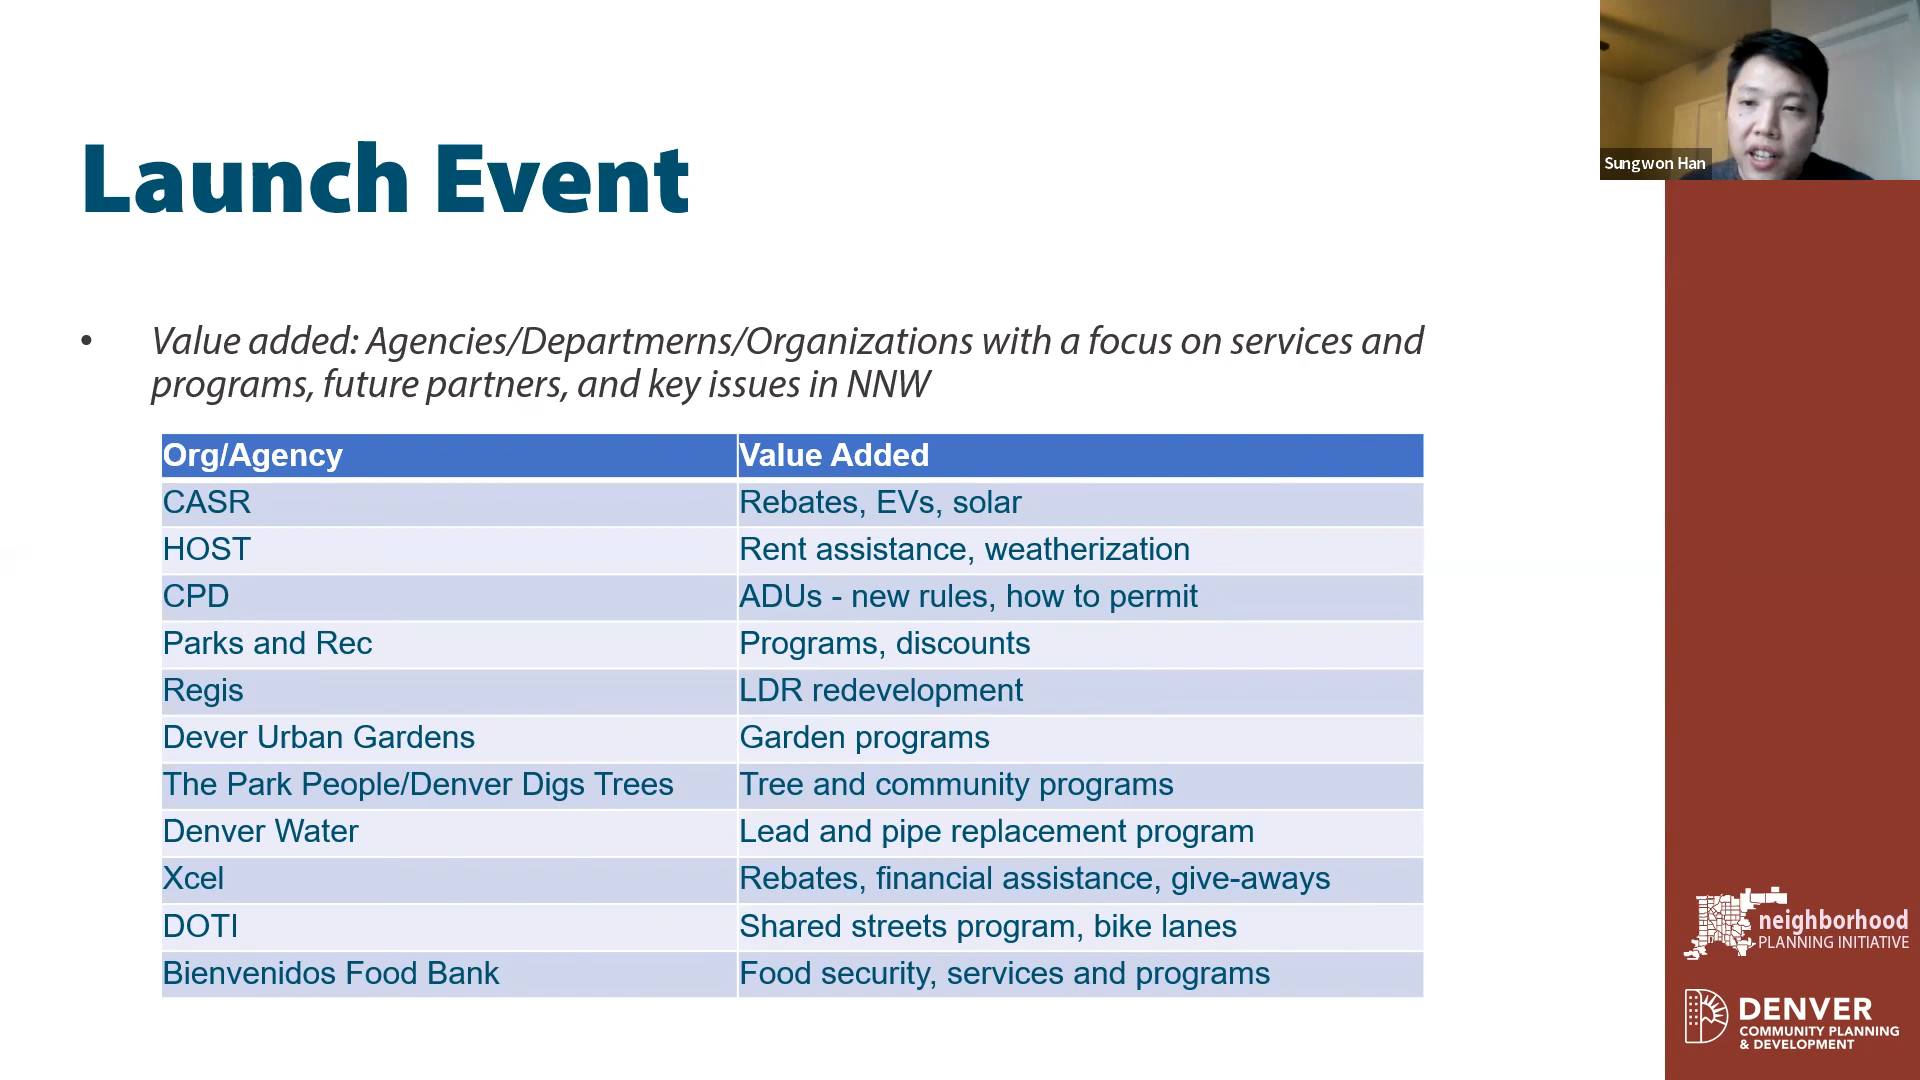 Launch Event
• Value added: Agencies/Departmerns/Organizations with a focus on services and
programs, future partners, and key issues in NNW
Org/Agency Value Added
CASR Rebates, EVs, solar
HOST Rent assistance, weatherization
CPD ADUs - new rules, how to permit
Parks and Rec Programs, discounts
Regis LDR redevelopment
Dever Urban Gardens Garden programs
The Park People/Denver Digs Trees Tree and community programs
Denver Water Lead and pipe replacement program
Xcel Rebates, financial assistance, give-aways
DOTI Shared streets program, bike lanes
Bienvenidos Food Bank Food security, services and programs
Sungwon Han
neighborhood
PLANNING INITIATIVE
DENVER
COMMUNITY PLANNING
& DEVELOPMENT